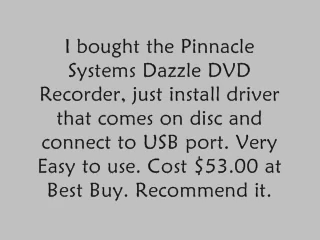 I bought the Pinnacle
Systems Dazzle DVD
Recorder, just install driver
that comes on disc and
connect to USB port. Very
Easy to use. Cost $53.00 at
Best Buy. Recommend it.